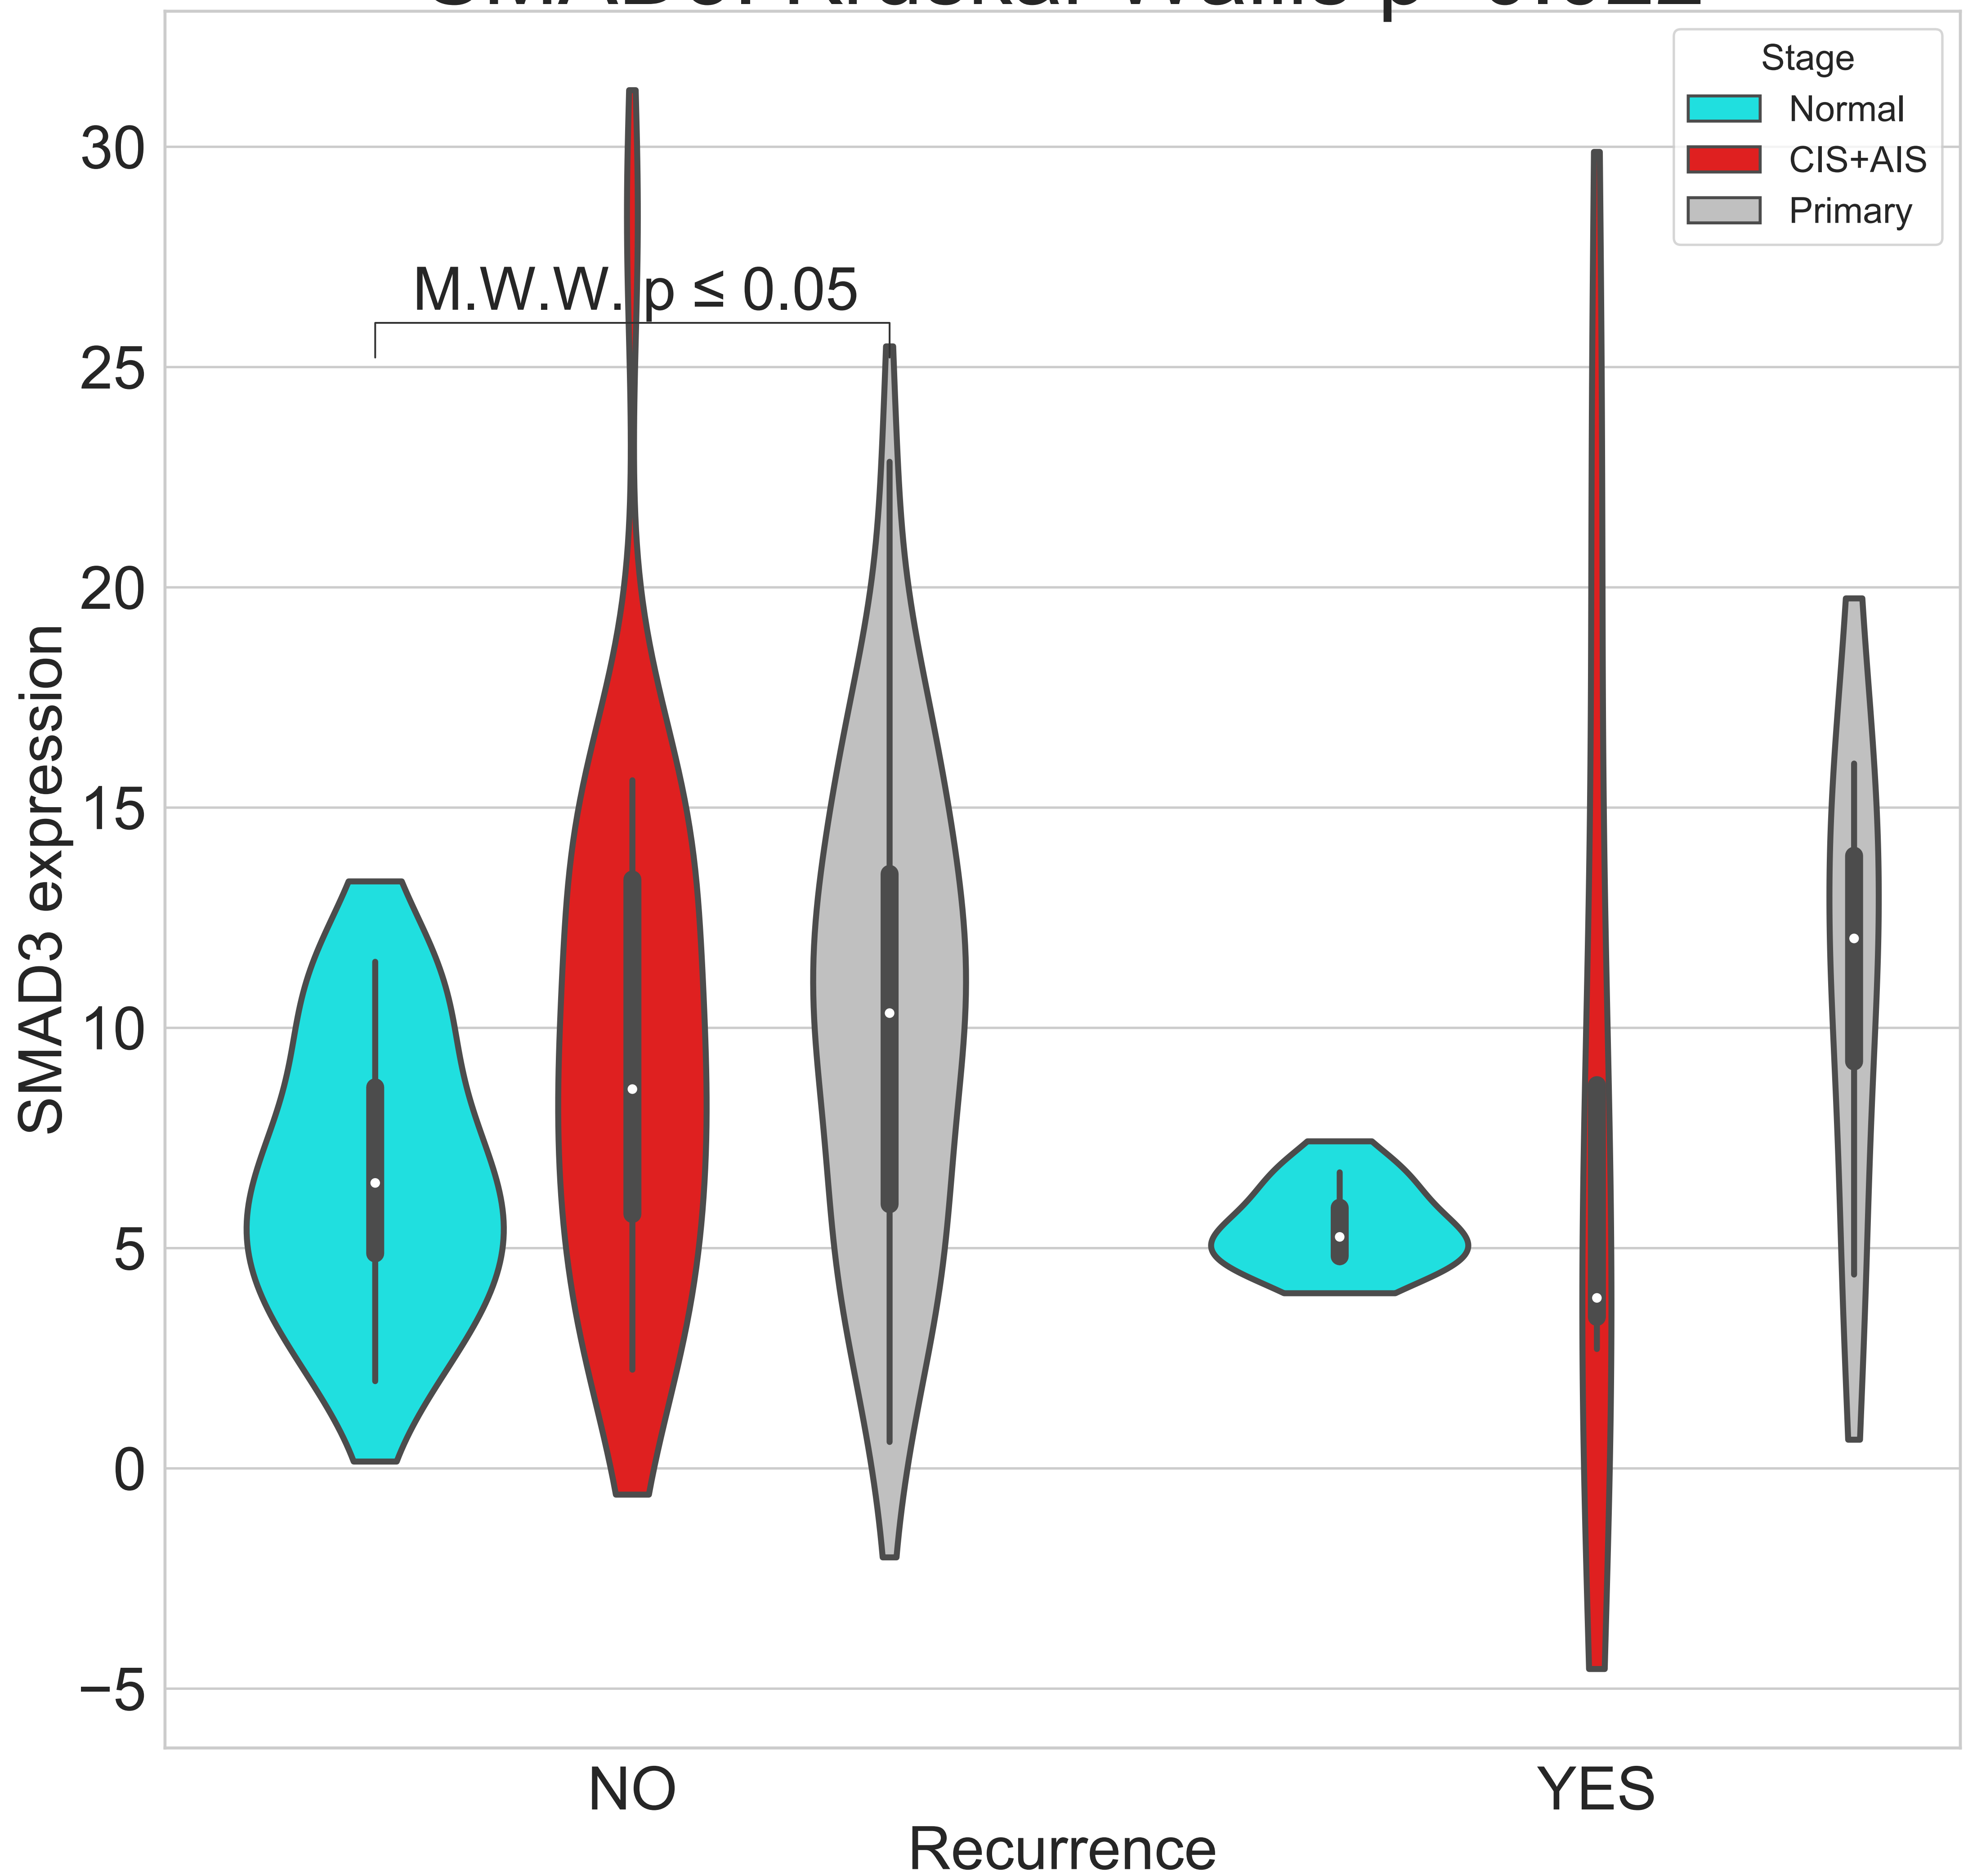 Stage
Normal
CIS+AIS
Primary
M.W.W. p ≤ 0.05
30
25
20
15
10
5
0
−5
SMAD3 expression
NO
YES
Recurrence